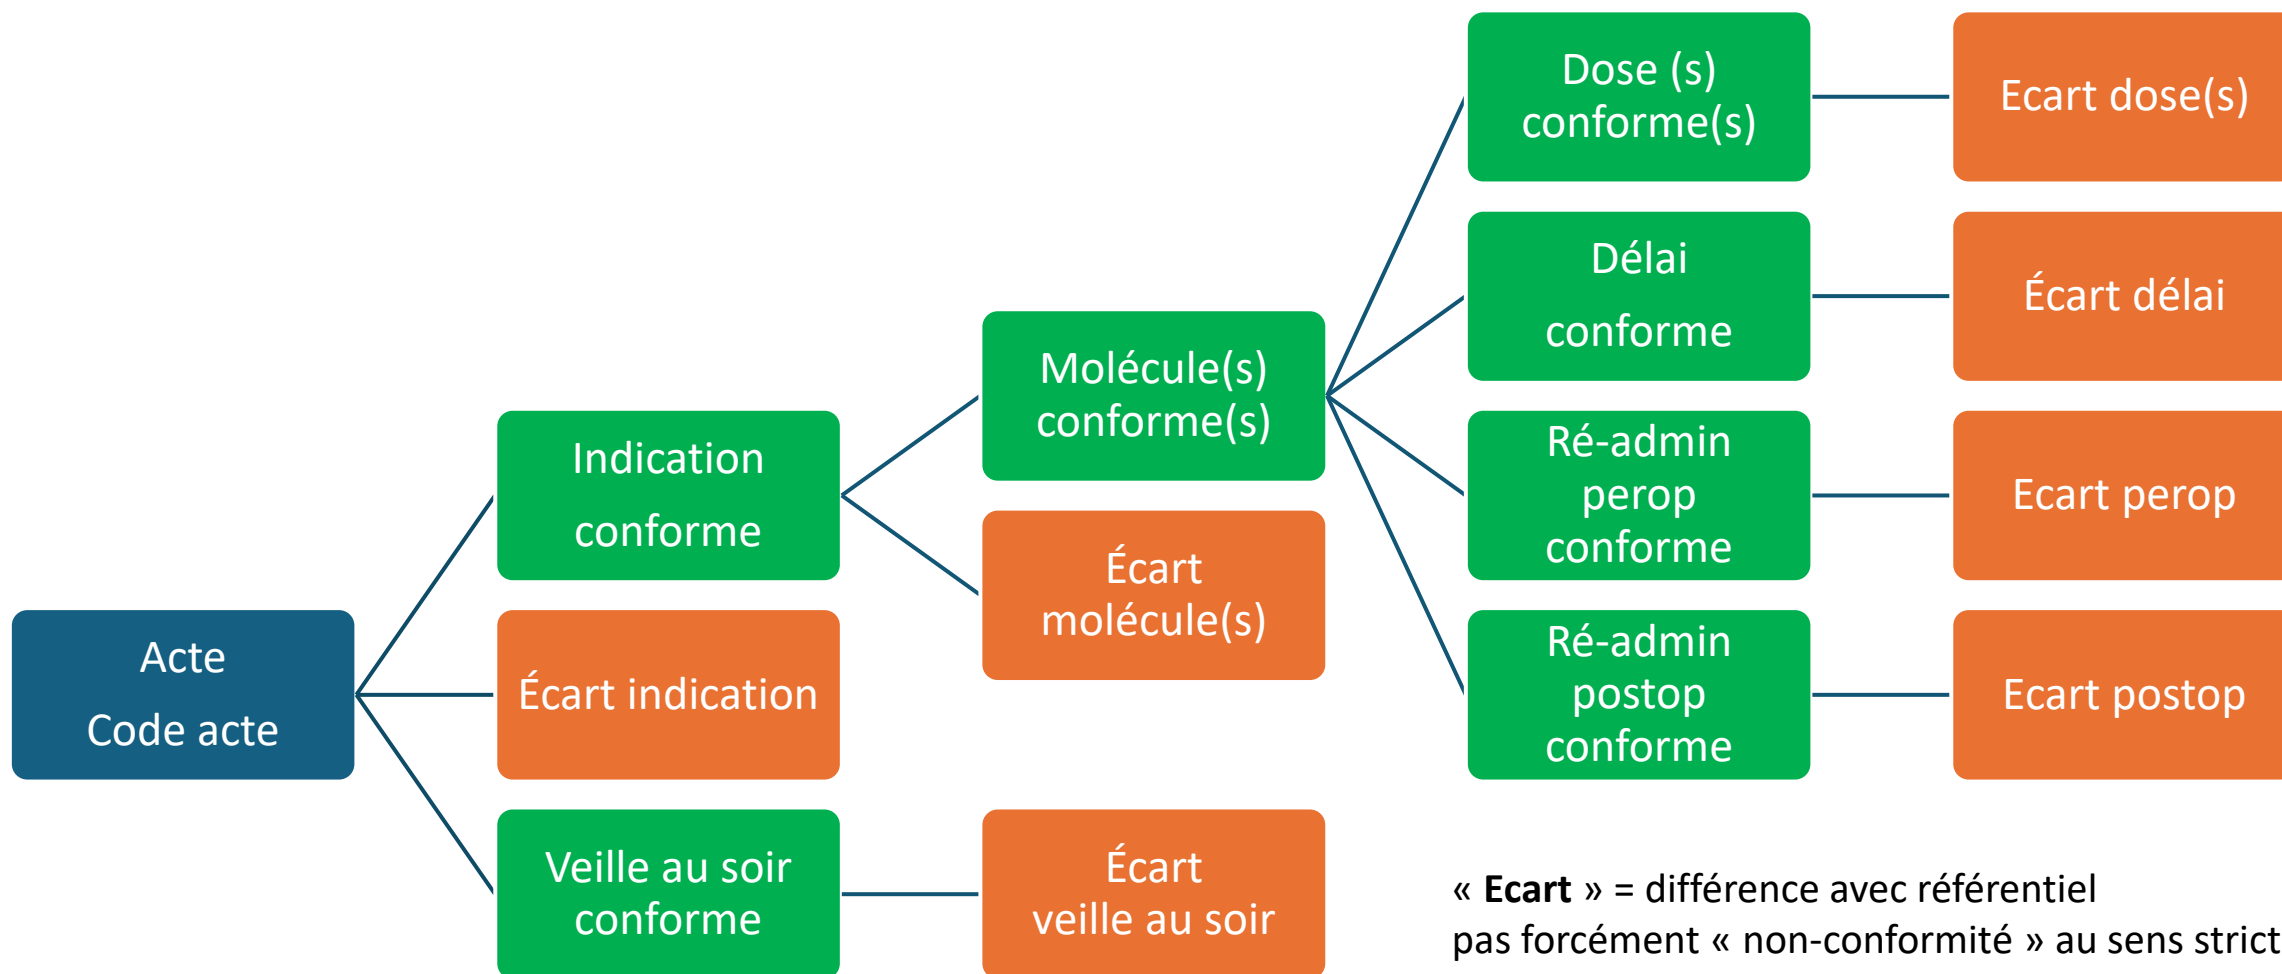 Acte
Code acte
Indication
conforme
Écart indication
Veille au soir
conforme
Molécule(s)
conforme(s)
Écart
molécule(s)
Écart
veille au soir
Dose (s)
conforme(s)
Délai
conforme
Ré-admin
perop
conforme
Ré-admin
postop
conforme
Ecart dose(s)
Écart délai
Ecart perop
Ecart postop
« Ecart » = différence avec référentiel
pas forcément « non-conformité » au sens strict